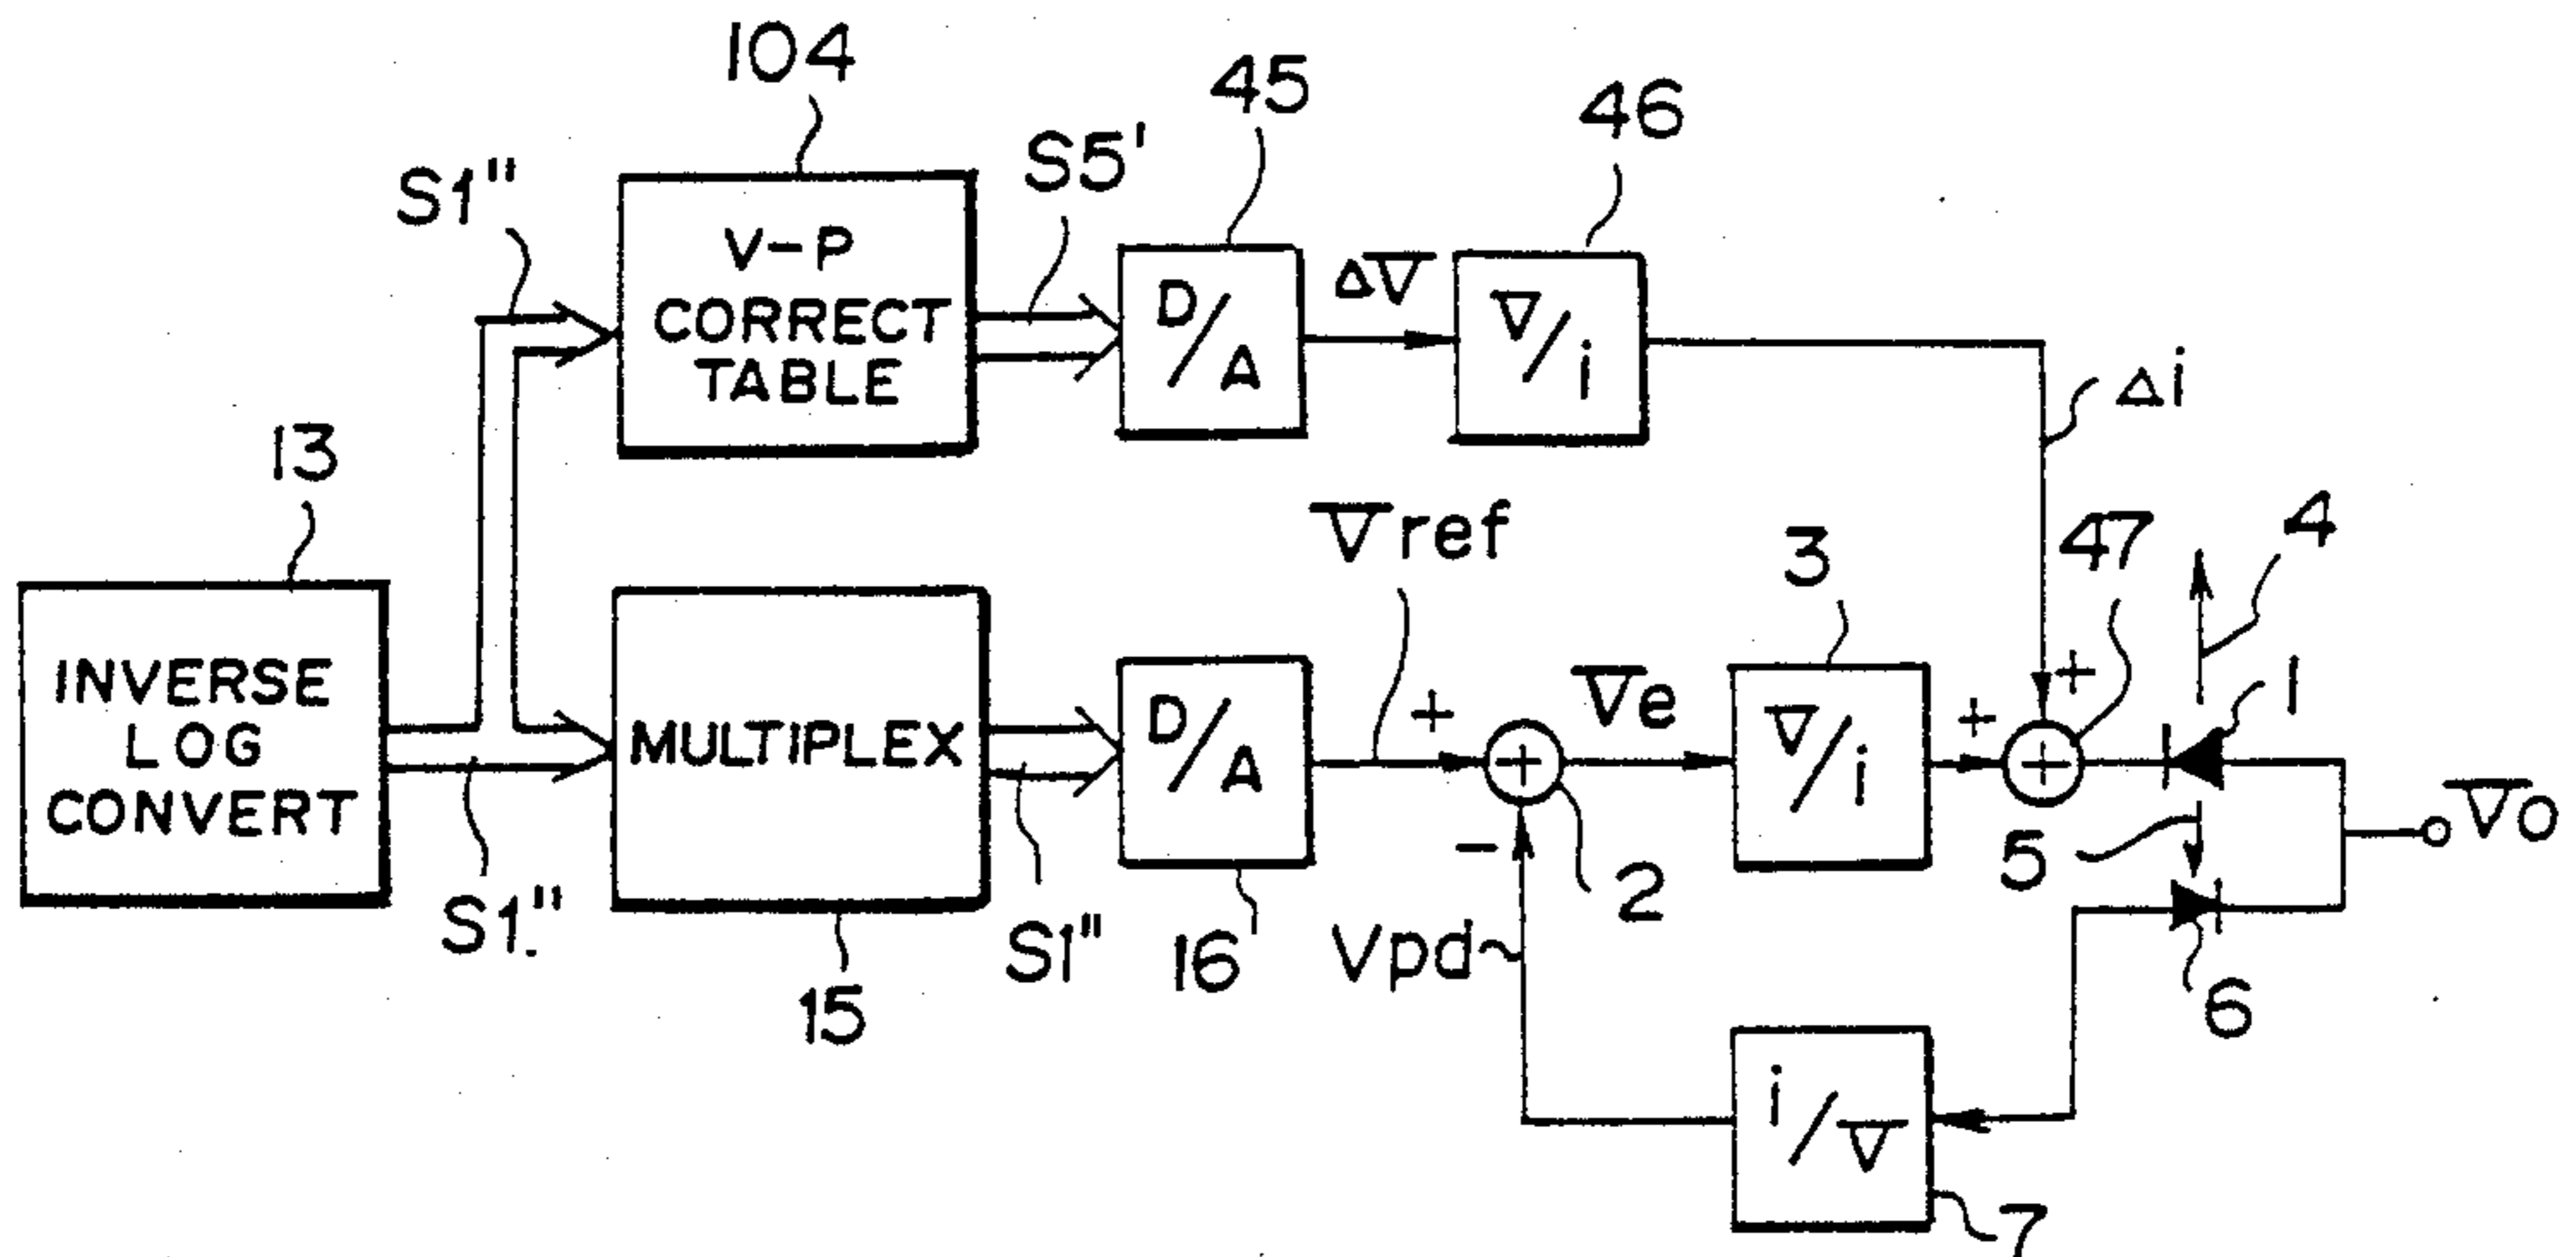 104
45
46
S1"
S5'
V-P
CORRECT
TABLE
D/A
ΔV
V/i
Δi
13
Vref
3
47
4
INVERSE
LOG
CONVERT
MULTIPLEX
D/A
+
+
Ve
V/i
+
+
+
1
Vo
S1"
15
S1"
16
-
2
5
6
Vpd
i/V
7